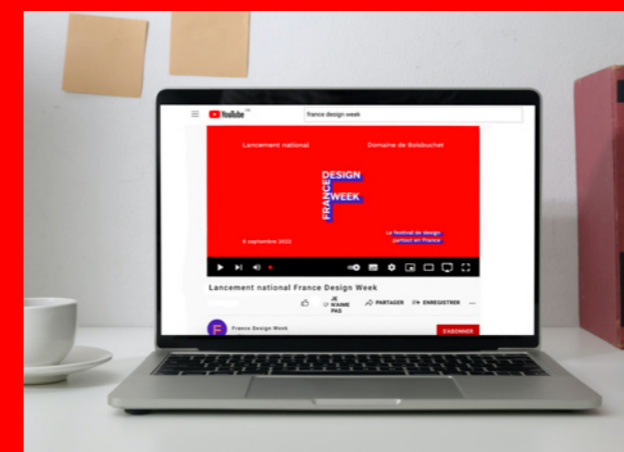 YouTube
france design week
Lancement national
Domaine de Boisbuchet
FRANCE
DESIGN
WEEK
6 septembre 2022
Le festival de design
partout en France
Lancement national France Design Week
JE
N'AIME
PAS
PARTAGER
ENREGISTRER
F
France Design Week
S'ABONNER